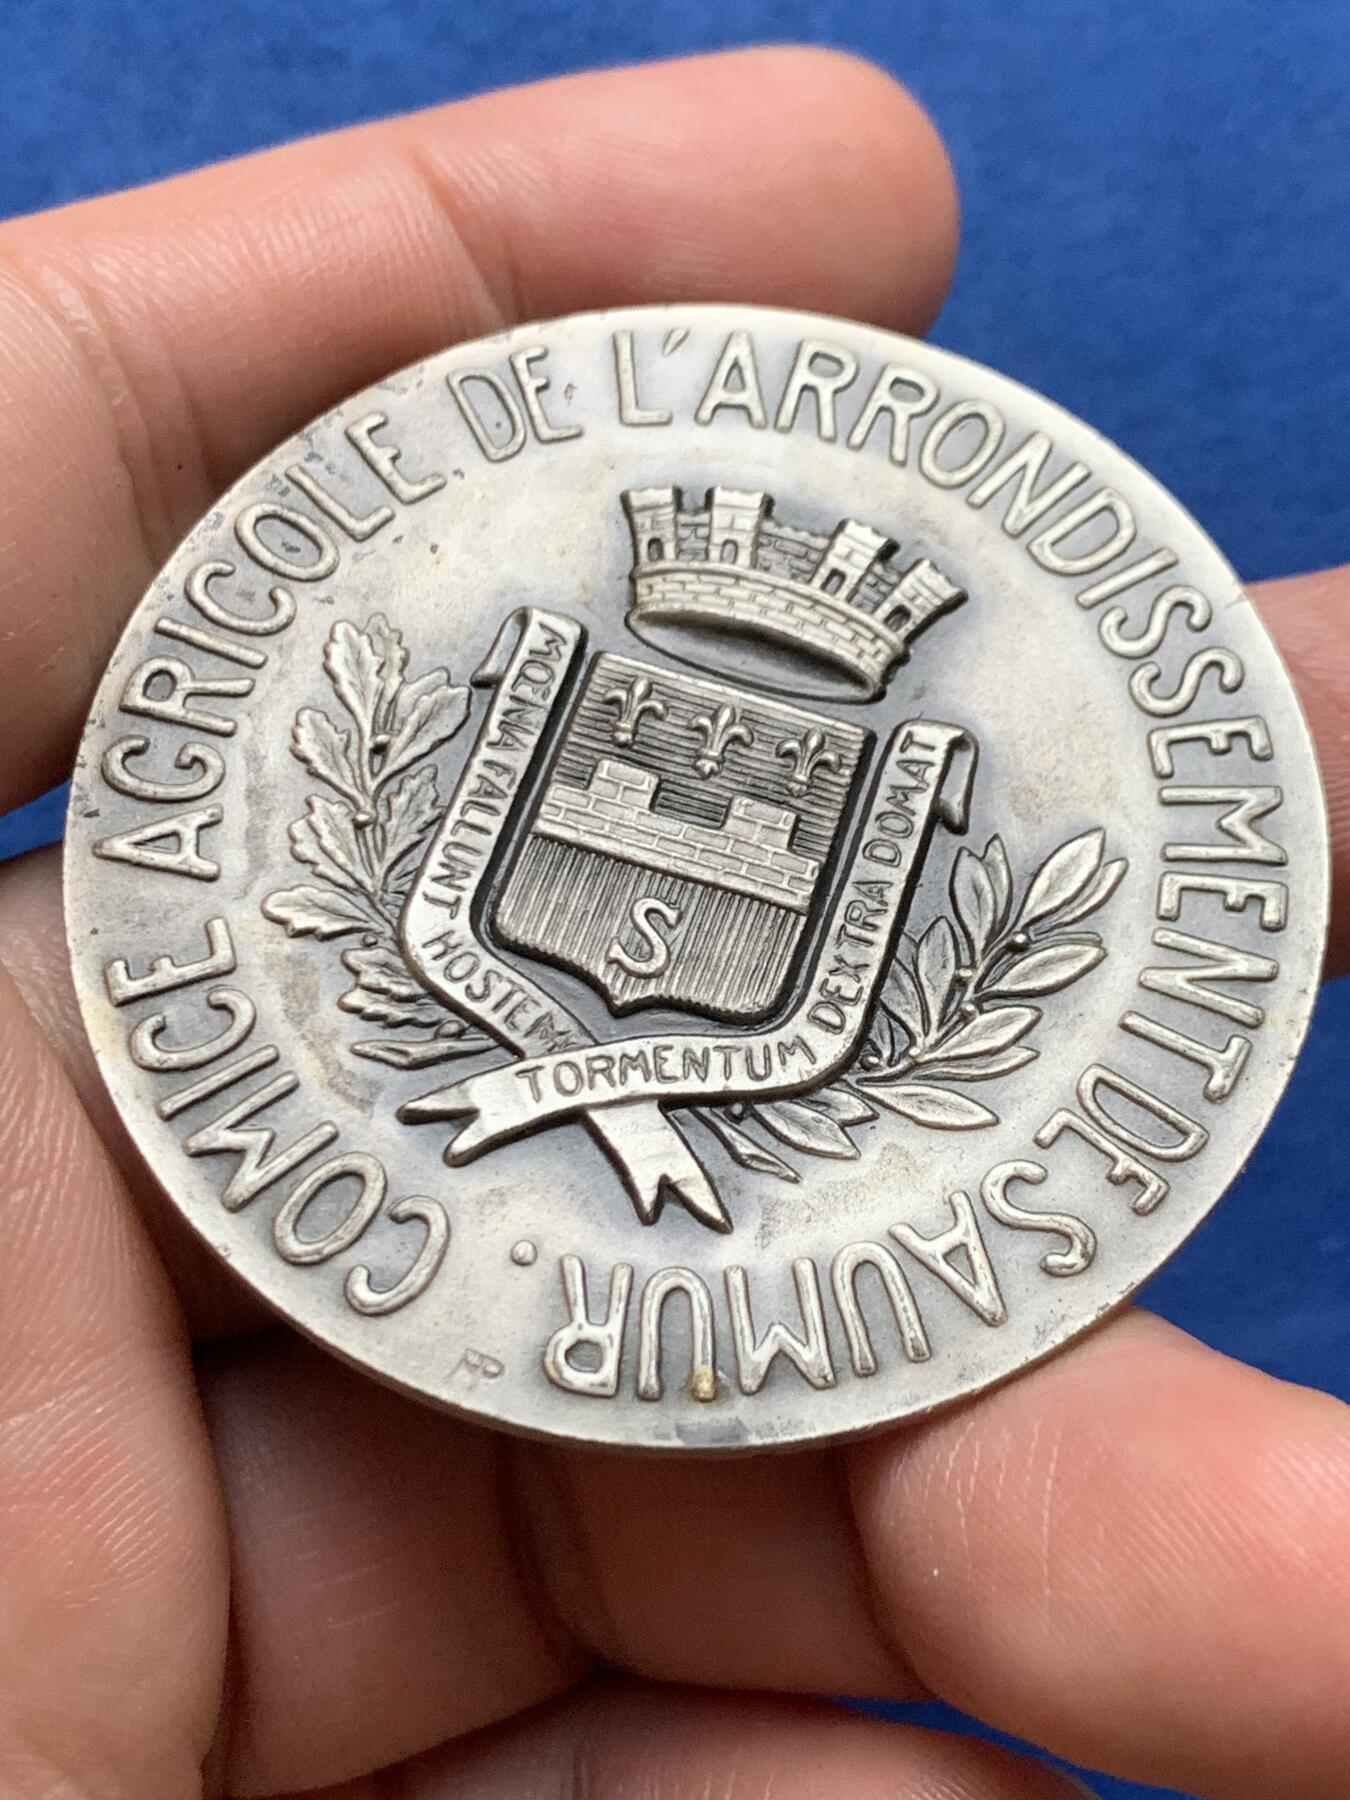 COMICE AGRICOLE DE L'ARRONDISSEMENT DE SAUMUR.
MŒNIA FALLUNT HOSTEM
TORMENTUM DEXTRA DOMAT
S